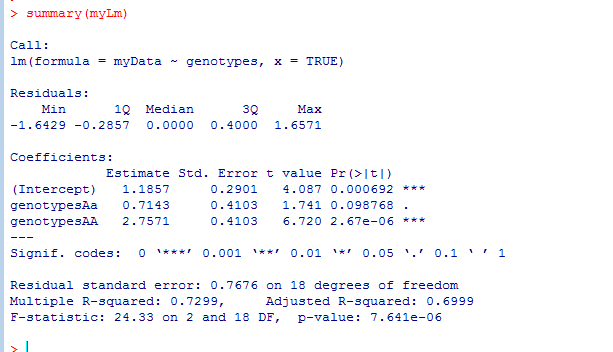 > summary(myLm)
Call:
lm(formula = myData ~ genotypes, x = TRUE)
Residuals:
    Min      1Q  Median      3Q     Max
-1.6429 -0.2857  0.0000  0.4000  1.6571
Coefficients:
            Estimate Std. Error t value Pr(>|t|)
(Intercept)   1.1857     0.2901   4.087 0.000692 ***
genotypesAa   0.7143     0.4103   1.741 0.098768 .
genotypesAA   2.7571     0.4103   6.720 2.67e-06 ***
---
Signif. codes:  0 ‘***’ 0.001 ‘**’ 0.01 ‘*’ 0.05 ‘.’ 0.1 ‘ ’ 1
Residual standard error: 0.7676 on 18 degrees of freedom
Multiple R-squared: 0.7299,     Adjusted R-squared: 0.6999
F-statistic: 24.33 on 2 and 18 DF,  p-value: 7.641e-06
>